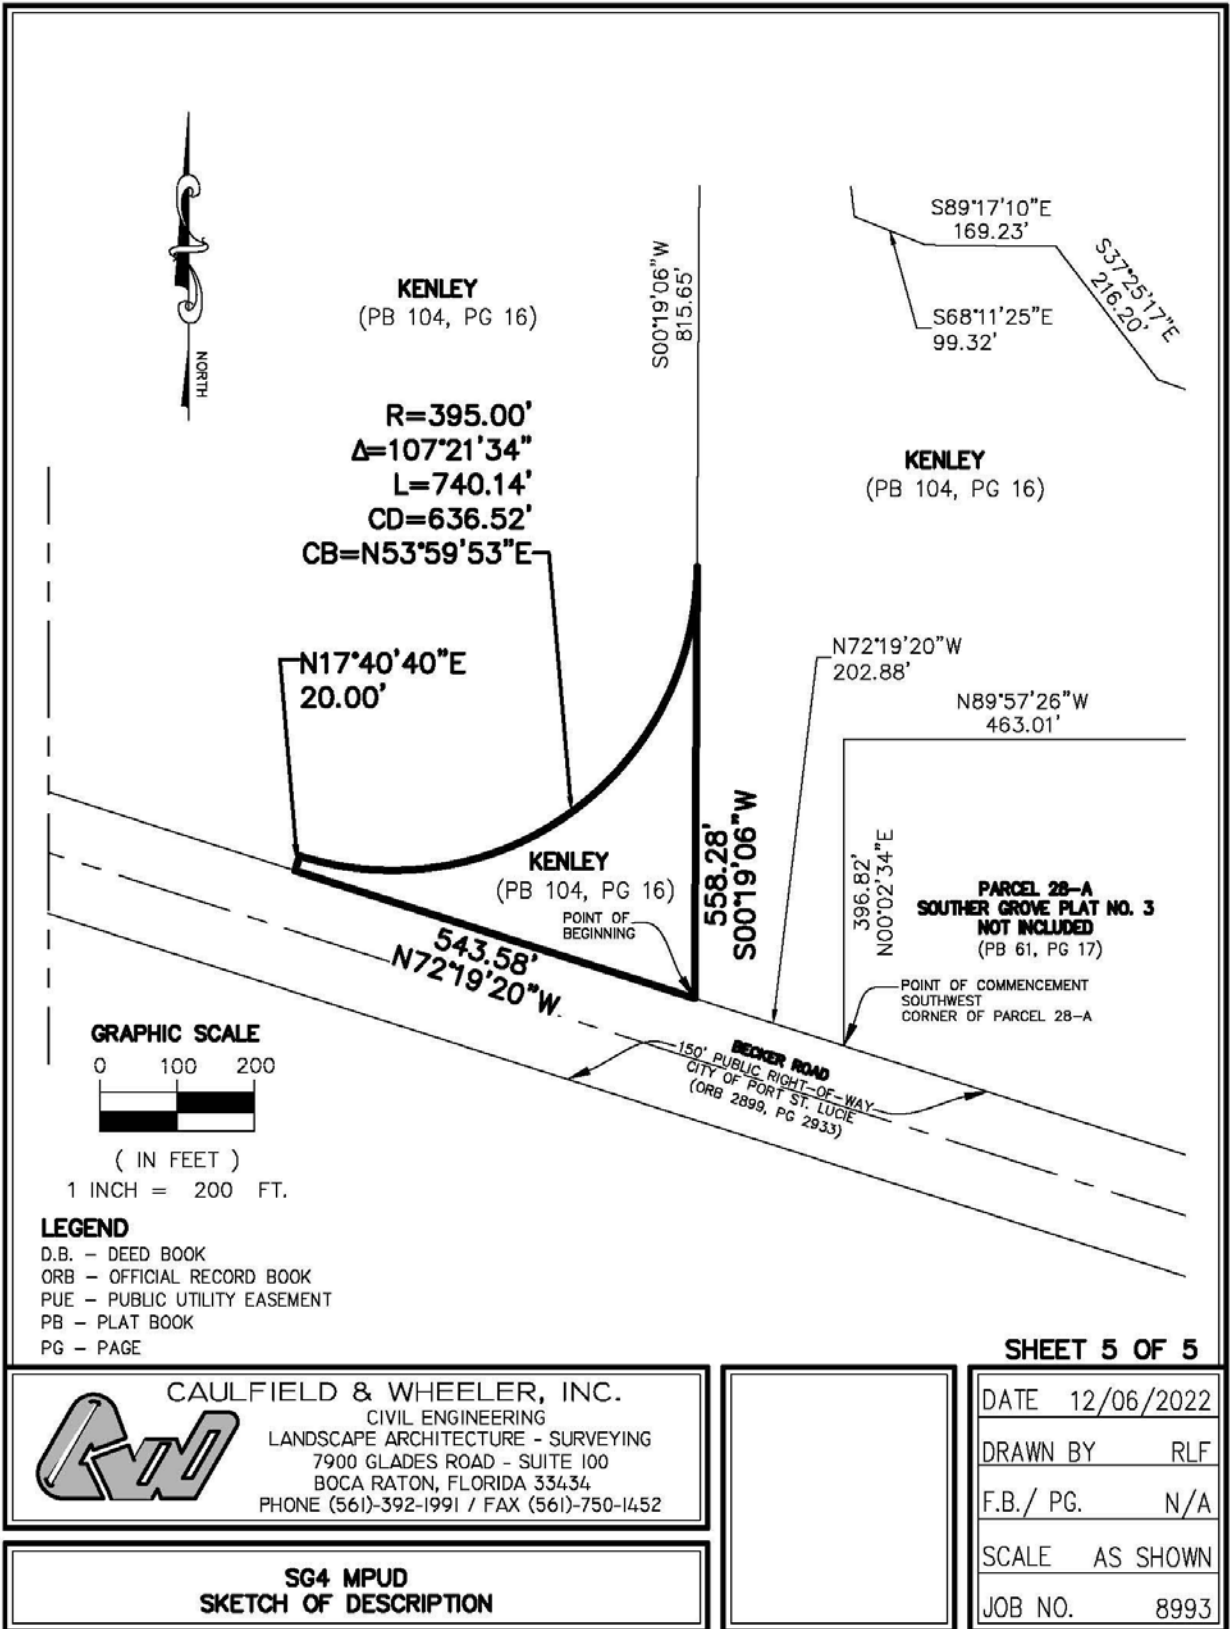 NORTH
KENLEY
(PB 104, PG 16)
S00°19'06"W
815.65'
S89°17'10"E
169.23'
S37°25'17"E
216.20'
S68°11'25"E
99.32'
R=395.00'
Δ=107°21'34"
L=740.14'
CD=636.52'
CB=N53°59'53"E
KENLEY
(PB 104, PG 16)
N17°40'40"E
20.00'
N72°19'20"W
202.88'
N89°57'26"W
463.01'
KENLEY
(PB 104, PG 16)
POINT OF
BEGINNING
558.28'
S00°19'06"W
396.82'
N00°02'34"E
PARCEL 28-A
SOUTHER GROVE PLAT NO. 3
NOT INCLUDED
(PB 61, PG 17)
543.58'
N72°19'20"W
POINT OF COMMENCEMENT
SOUTHWEST
CORNER OF PARCEL 28-A
BECKER ROAD
150' PUBLIC RIGHT-OF-WAY
CITY OF PORT ST. LUCIE
(ORB 2899, PG 2933)
GRAPHIC SCALE
0 100 200
( IN FEET )
1 INCH = 200 FT.
LEGEND
D.B. - DEED BOOK
ORB - OFFICIAL RECORD BOOK
PUE - PUBLIC UTILITY EASEMENT
PB - PLAT BOOK
PG - PAGE
SHEET 5 OF 5
CAULFIELD & WHEELER, INC.
CIVIL ENGINEERING
LANDSCAPE ARCHITECTURE - SURVEYING
7900 GLADES ROAD - SUITE 100
BOCA RATON, FLORIDA 33434
PHONE (561)-392-1991 / FAX (561)-750-1452
SG4 MPUD
SKETCH OF DESCRIPTION
DATE 12/06/2022
DRAWN BY RLF
F.B./ PG. N/A
SCALE AS SHOWN
JOB NO. 8993